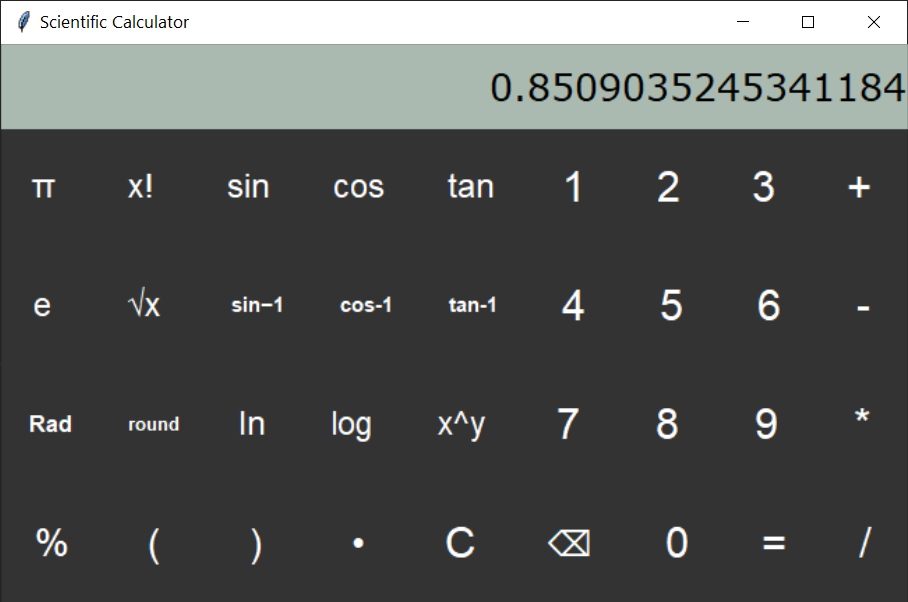 Scientific Calculator
0.8509035245341184
π x! sin cos tan 1 2 3 +
e √x sin−1 cos-1 tan-1 4 5 6 -
Rad round ln log x^y 7 8 9 *
% ( ) • C ⌫ 0 = /